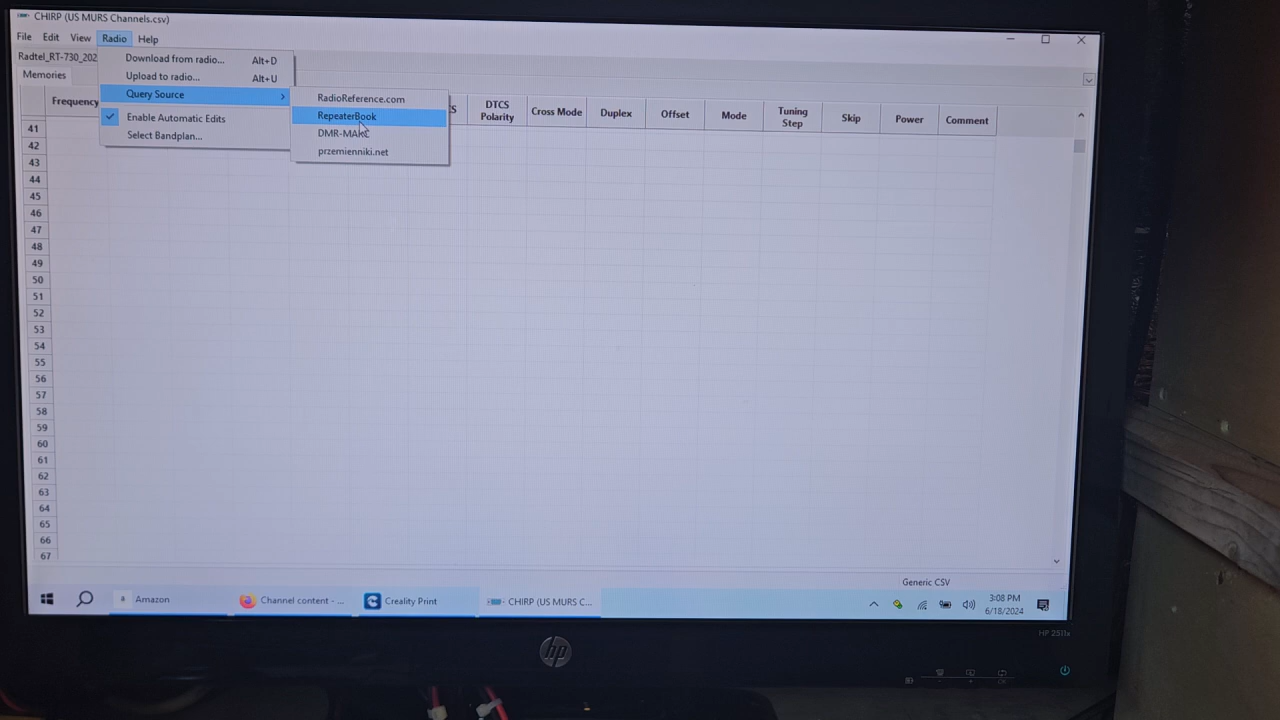 CHIRP (US MURS Channels.csv)
File Edit View Radio Help
Radtel_RT-730_202
Memories
Download from radio... Alt+D
Upload to radio... Alt+U
Query Source
Enable Automatic Edits
Select Bandplan...
RadioReference.com
RepeaterBook
DMR-MARC
przemienniki.net
Frequency S DTCS Polarity Cross Mode Duplex Offset Mode Tuning Step Skip Power Comment
41
42
43
44
45
46
47
48
49
50
51
52
53
54
55
56
57
58
59
60
61
62
63
64
65
66
67
Generic CSV
Amazon Channel content - ... Creality Print CHIRP (US MURS C... 3:08 PM
6/18/2024
HP 2311x
hp